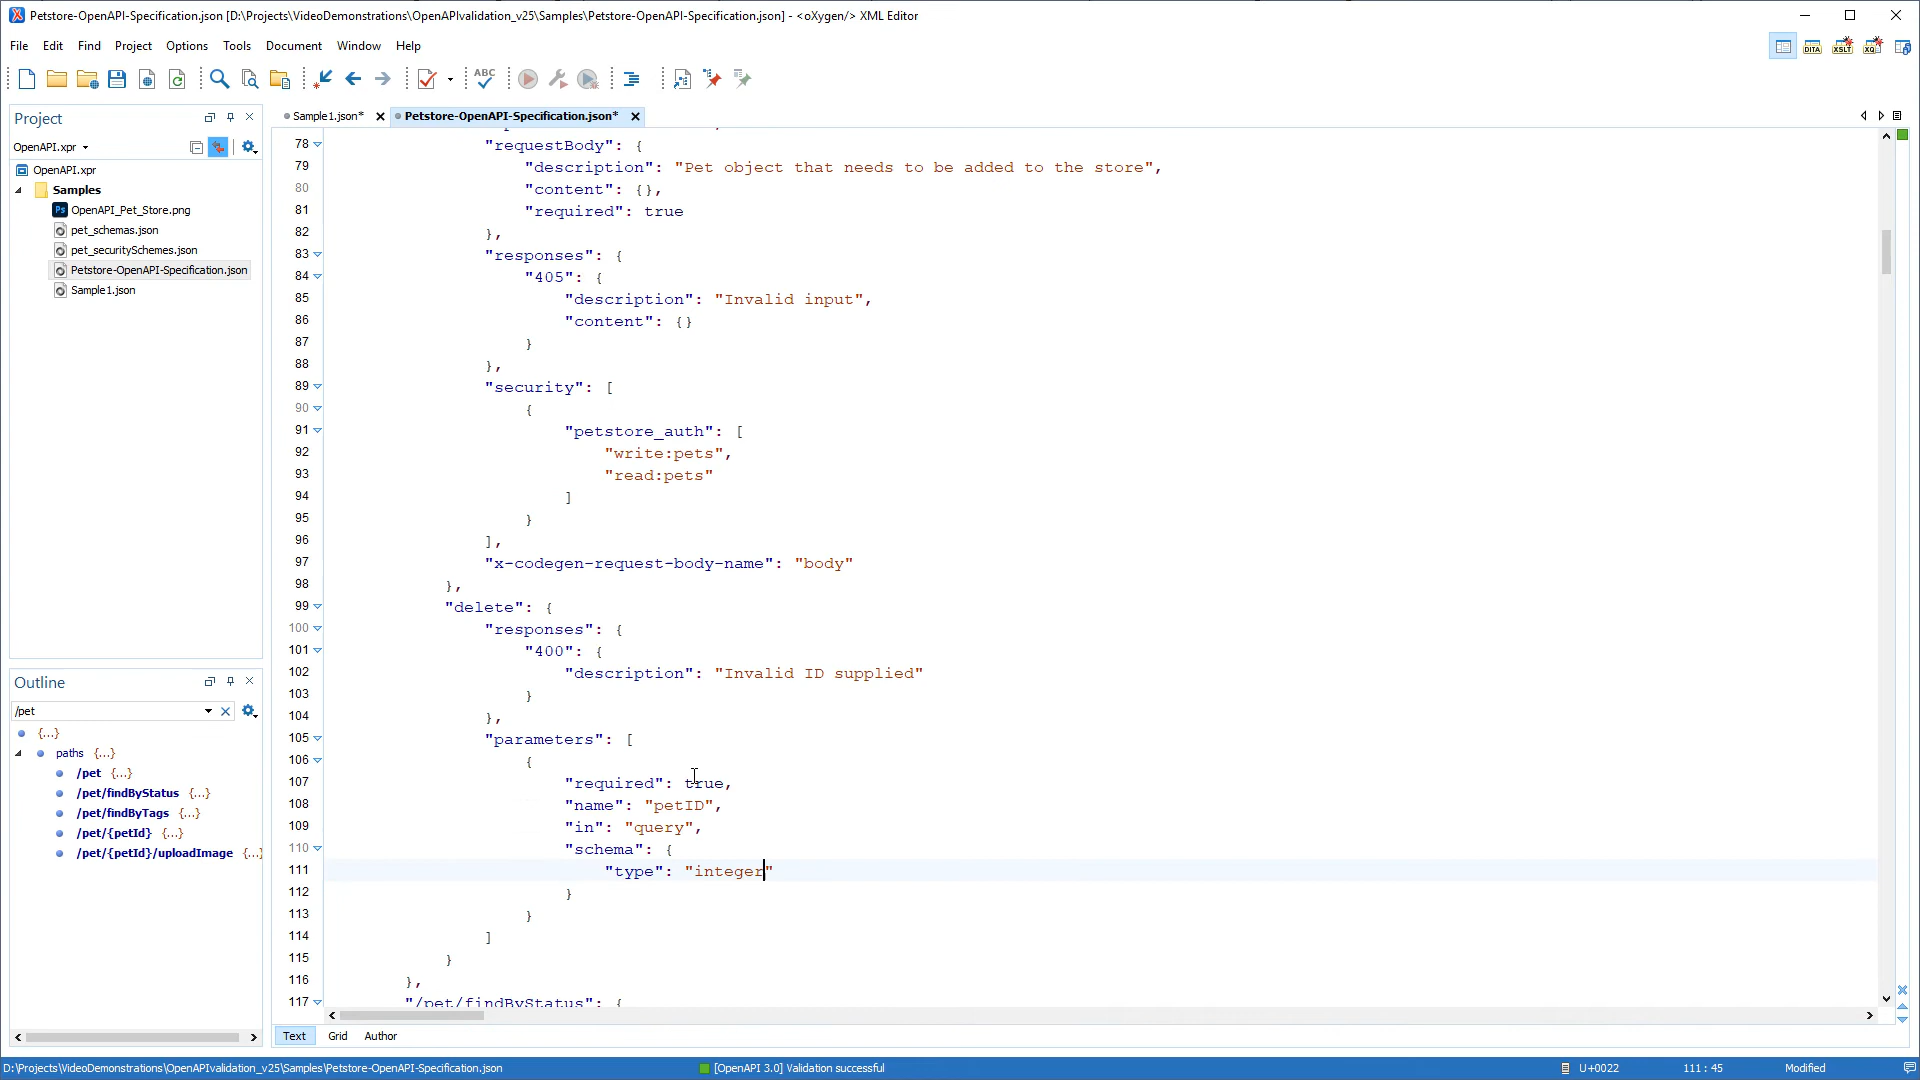 Petstore-OpenAPI-Specification.json [D:\Projects\VideoDemonstrations\OpenAPIvalidation_v25\Samples\Petstore-OpenAPI-Specification.json] - <oXygen/> XML Editor
File Edit Find Project Options Tools Document Window Help
DITA XSLT XQ
ABC
Project
OpenAPI.xpr
OpenAPI.xpr
Samples
Ps OpenAPI_Pet_Store.png
pet_schemas.json
pet_securitySchemes.json
Petstore-OpenAPI-Specification.json
Sample1.json
Outline
/pet
{...}
paths {...}
/pet {...}
/pet/findByStatus {...}
/pet/findByTags {...}
/pet/{petId} {...}
/pet/{petId}/uploadImage {...}
Sample1.json* Petstore-OpenAPI-Specification.json*
78 "requestBody": {
79 "description": "Pet object that needs to be added to the store",
80 "content": {},
81 "required": true
82 },
83 "responses": {
84 "405": {
85 "description": "Invalid input",
86 "content": {}
87 }
88 },
89 "security": [
90 {
91 "petstore_auth": [
92 "write:pets",
93 "read:pets"
94 ]
95 }
96 ],
97 "x-codegen-request-body-name": "body"
98 },
99 "delete": {
100 "responses": {
101 "400": {
102 "description": "Invalid ID supplied"
103 }
104 },
105 "parameters": [
106 {
107 "required": true,
108 "name": "petID",
109 "in": "query",
110 "schema": {
111 "type": "integer"
112 }
113 }
114 ]
115 }
116 },
117 "/pet/findByStatus": {
Text Grid Author
D:\Projects\VideoDemonstrations\OpenAPIvalidation_v25\Samples\Petstore-OpenAPI-Specification.json [OpenAPI 3.0] Validation successful U+0022 111 : 45 Modified